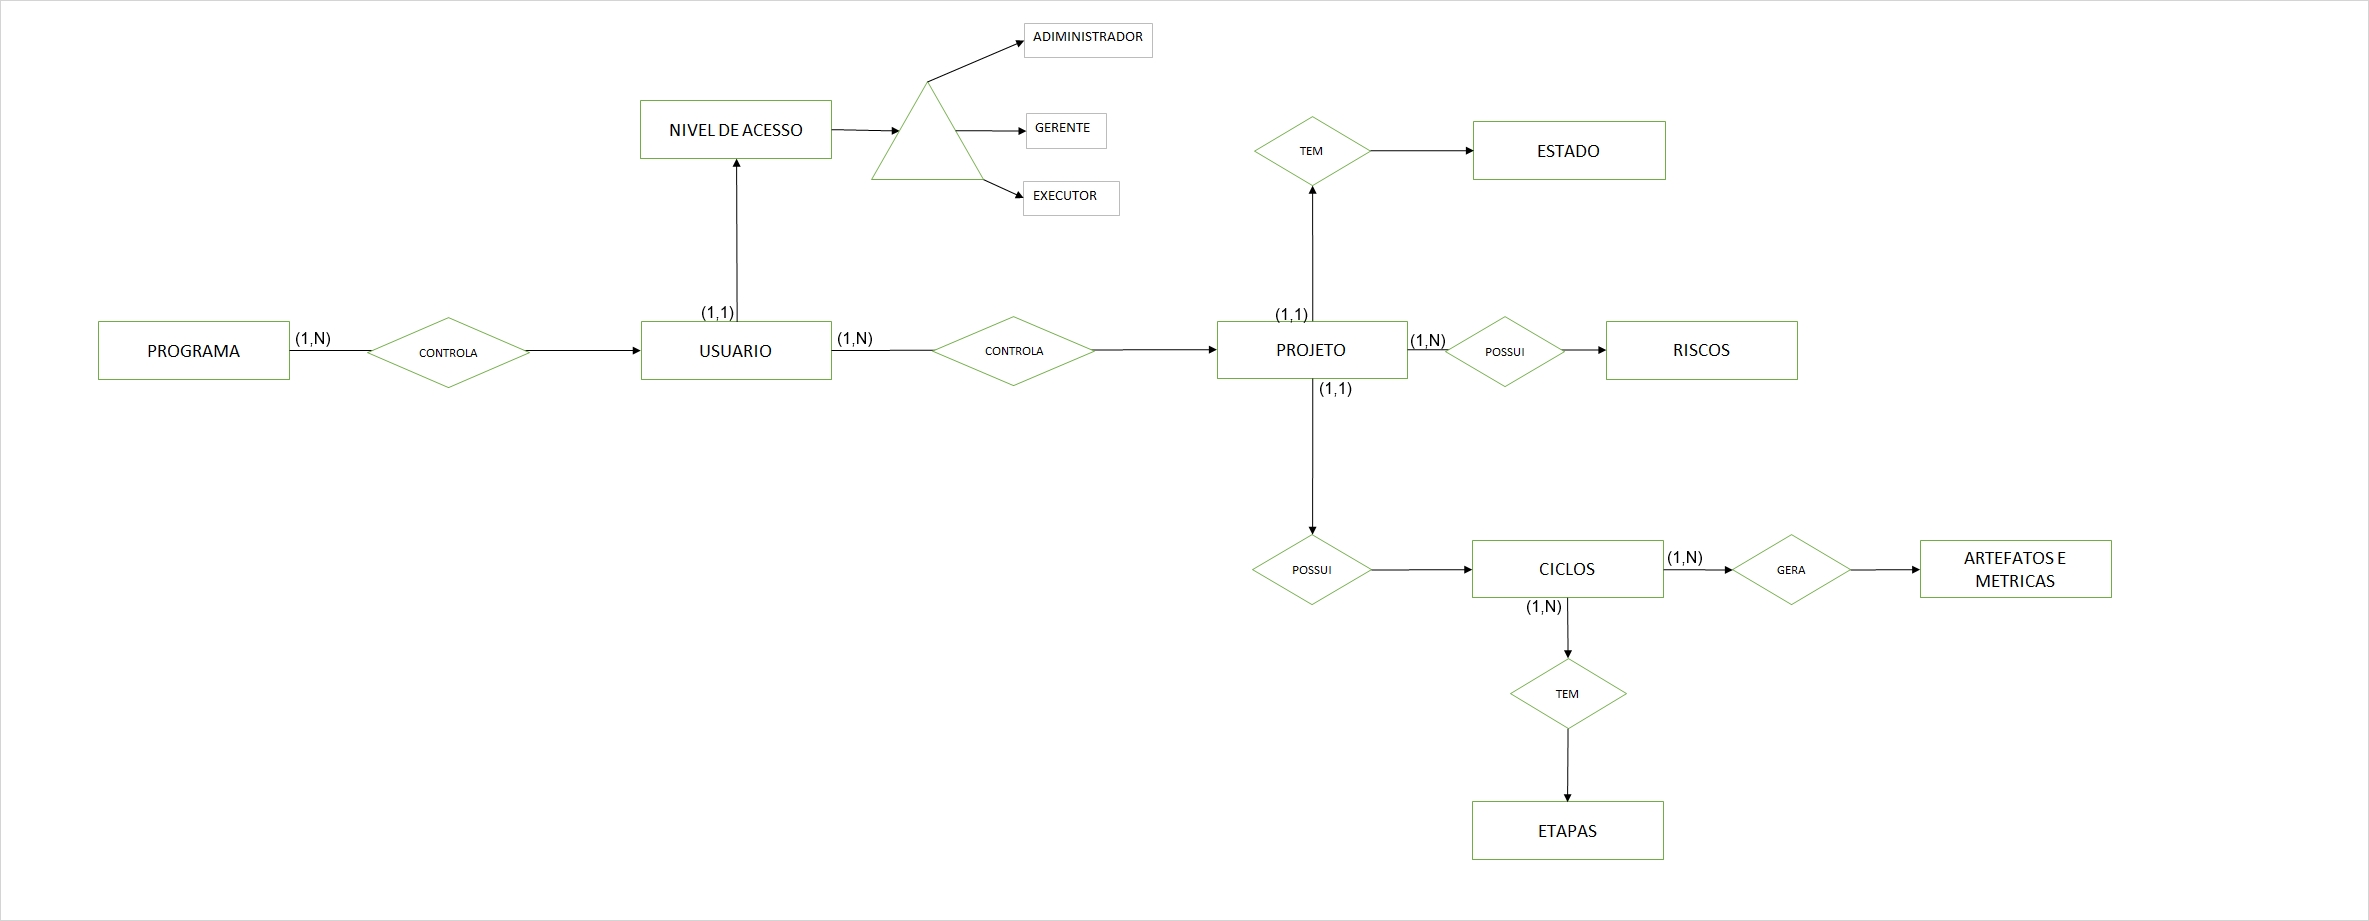 ADIMINISTRADOR
NIVEL DE ACESSO
GERENTE
EXECUTOR
TEM
ESTADO
(1,1)
(1,1)
PROGRAMA
(1,N)
CONTROLA
USUARIO
(1,N)
CONTROLA
PROJETO
(1,N)
POSSUI
RISCOS
(1,1)
POSSUI
CICLOS
(1,N)
GERA
ARTEFATOS E
METRICAS
(1,N)
TEM
ETAPAS